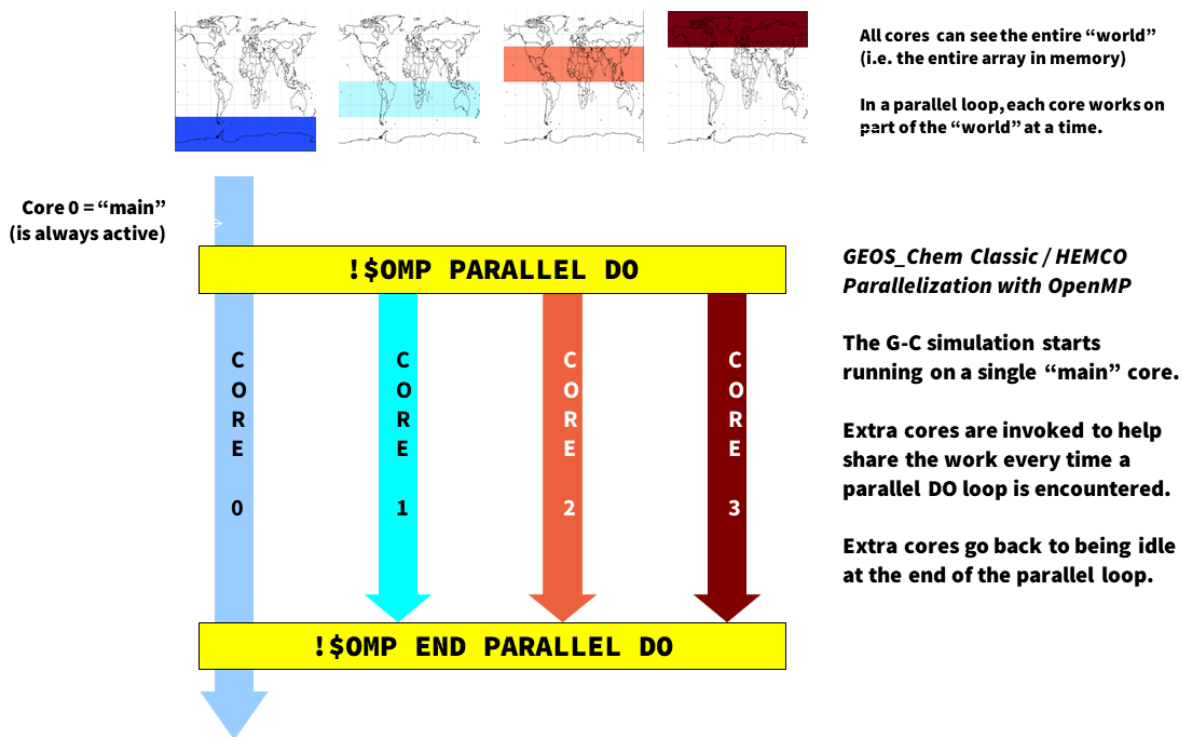 All cores can see the entire “world”
(i.e. the entire array in memory)
In a parallel loop, each core works on
part of the “world” at a time.
Core 0 = “main”
(is always active)
!$OMP PARALLEL DO
GEOS_Chem Classic / HEMCO
Parallelization with OpenMP
The G-C simulation starts
running on a single “main” core.
Extra cores are invoked to help
share the work every time a
parallel DO loop is encountered.
Extra cores go back to being idle
at the end of the parallel loop.
CORE 0
CORE 1
CORE 2
CORE 3
!$OMP END PARALLEL DO